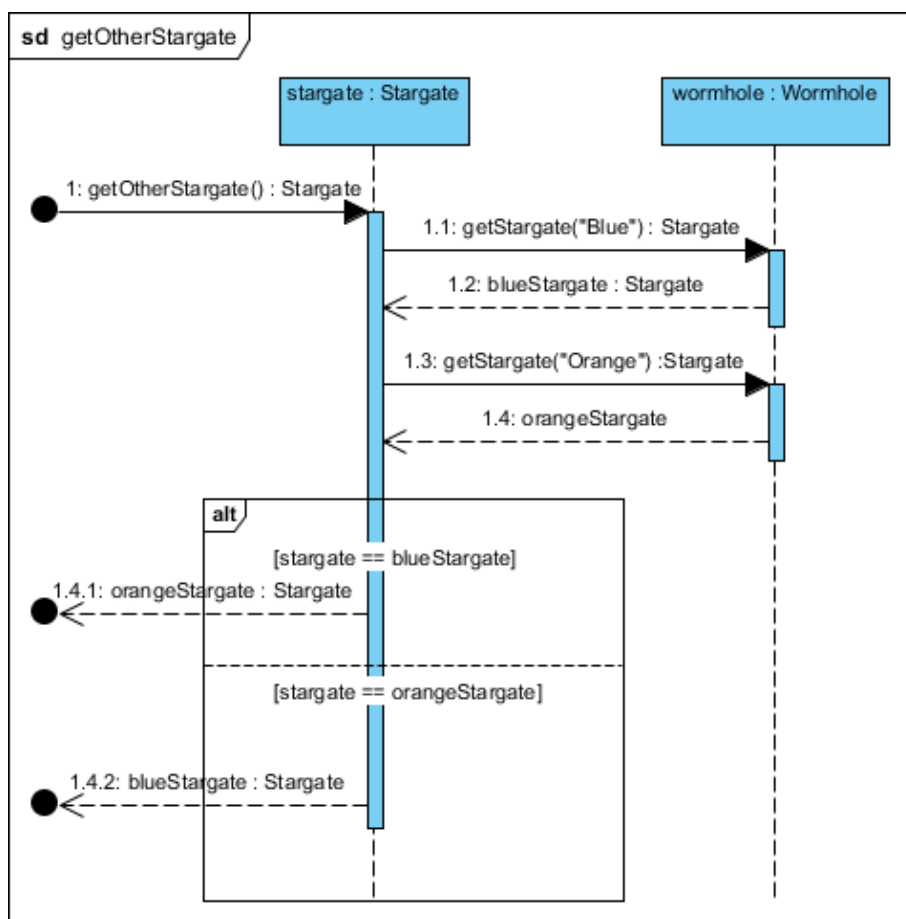 sd getOtherStargate
stargate : Stargate
wormhole : Wormhole
1: getOtherStargate() : Stargate
1.1: getStargate("Blue") : Stargate
1.2: blueStargate : Stargate
1.3: getStargate("Orange") :Stargate
1.4: orangeStargate
alt
[stargate == blueStargate]
1.4.1: orangeStargate : Stargate
[stargate == orangeStargate]
1.4.2: blueStargate : Stargate